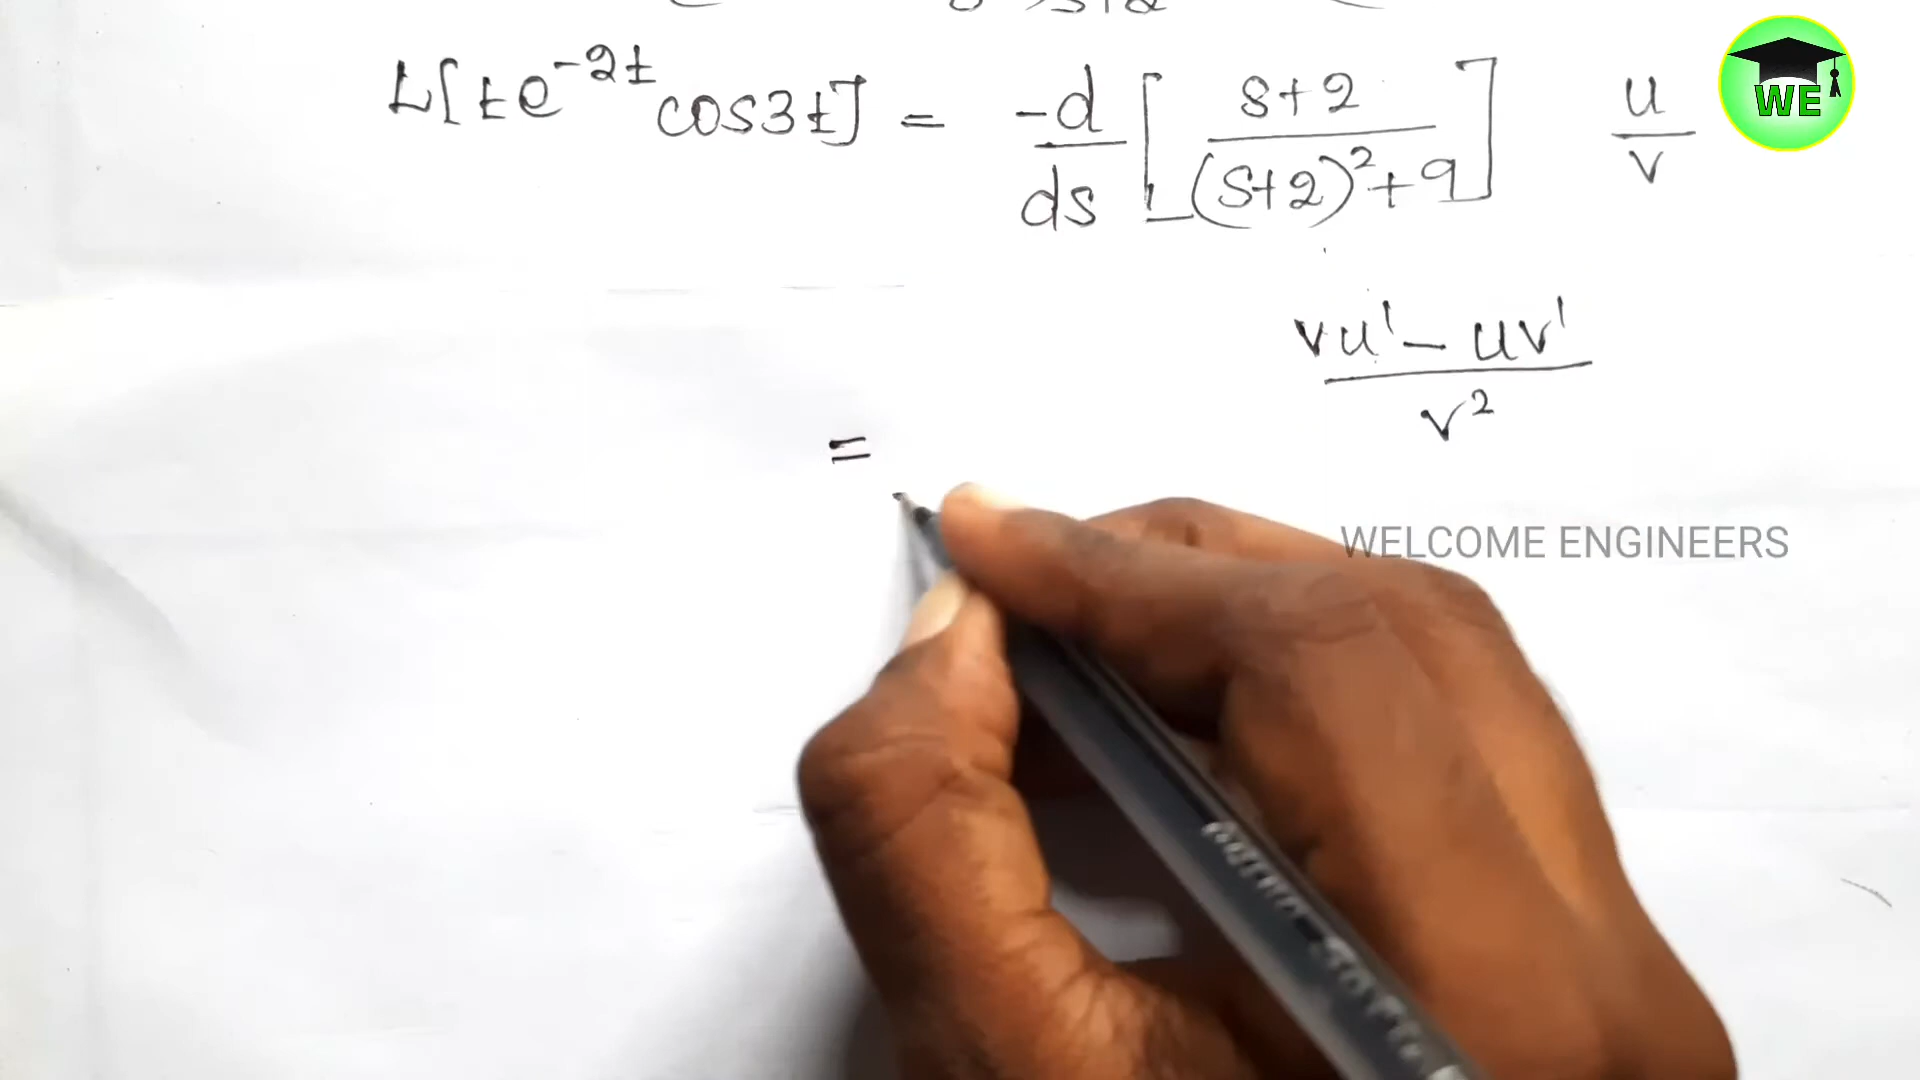 L[te^{-2t} cos3t] = -d/ds [ (s+2) / ((s+2)^2+9) ] u/v
WE
(vu' - uv') / v^2
=
WELCOME ENGINEERS